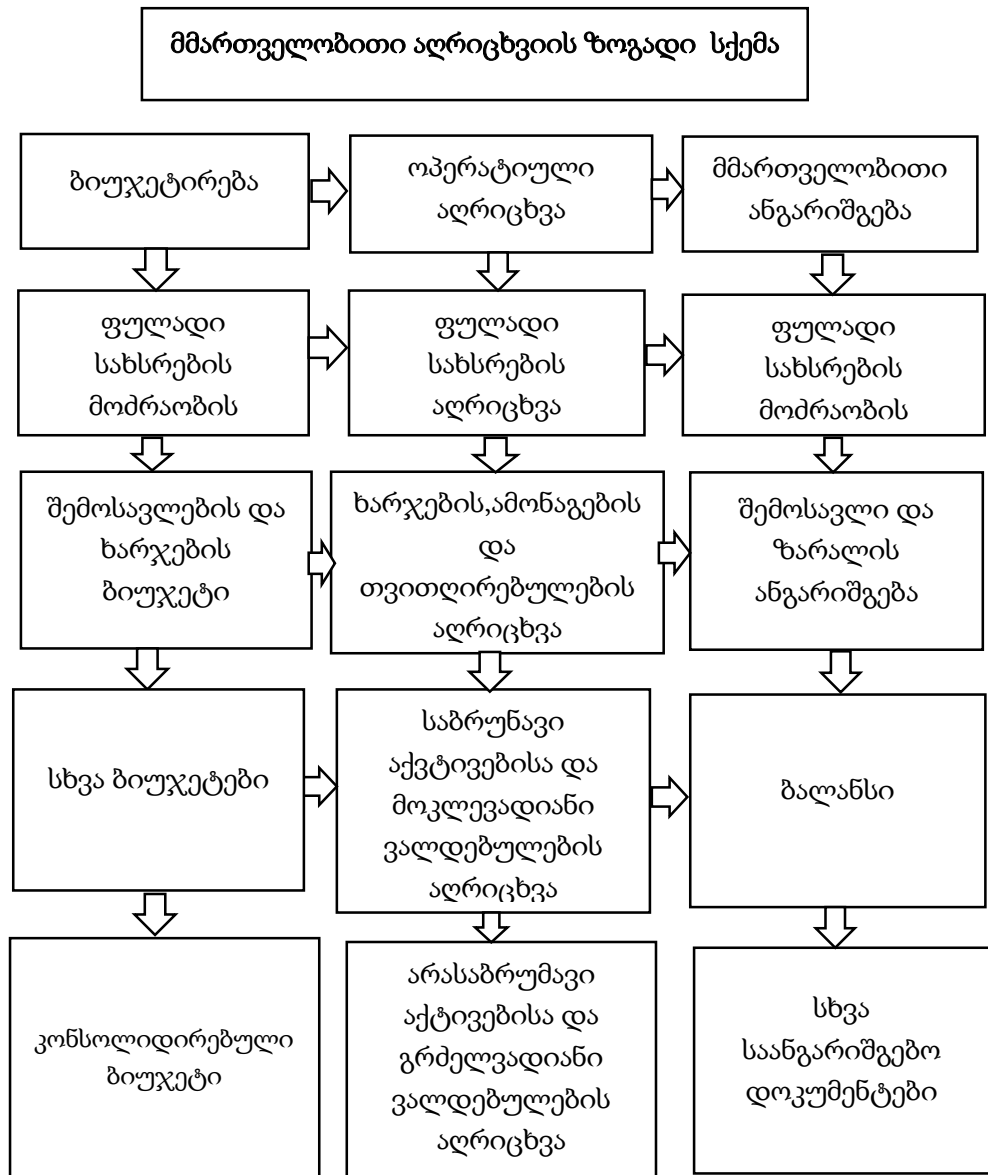 მმართველობითი აღრიცხვიის ზოგადი სქემა
ბიუჯეტირება
ოპერატიული
აღრიცხვა
მმართველობითი
ანგარიშგება
ფულადი
სახსრების
მოძრაობის
ფულადი
სახსრების
აღრიცხვა
ფულადი
სახსრების
მოძრაობის
შემოსავლების და
ხარჯების
ბიუჯეტი
ხარჯების,ამონაგების
და
თვითღირებულების
აღრიცხვა
შემოსავლი და
ზარალის
ანგარიშგება
სხვა ბიუჯეტები
საბრუნავი
აქვტივებისა და
მოკლევადიანი
ვალდებულების
აღრიცხვა
ბალანსი
კონსოლიდირებული
ბიუჯეტი
არასაბრუმავი
აქტივებისა და
გრძელვადიანი
ვალდებულების
აღრიცხვა
სხვა
საანგარიშგებო
დოკუმენტები